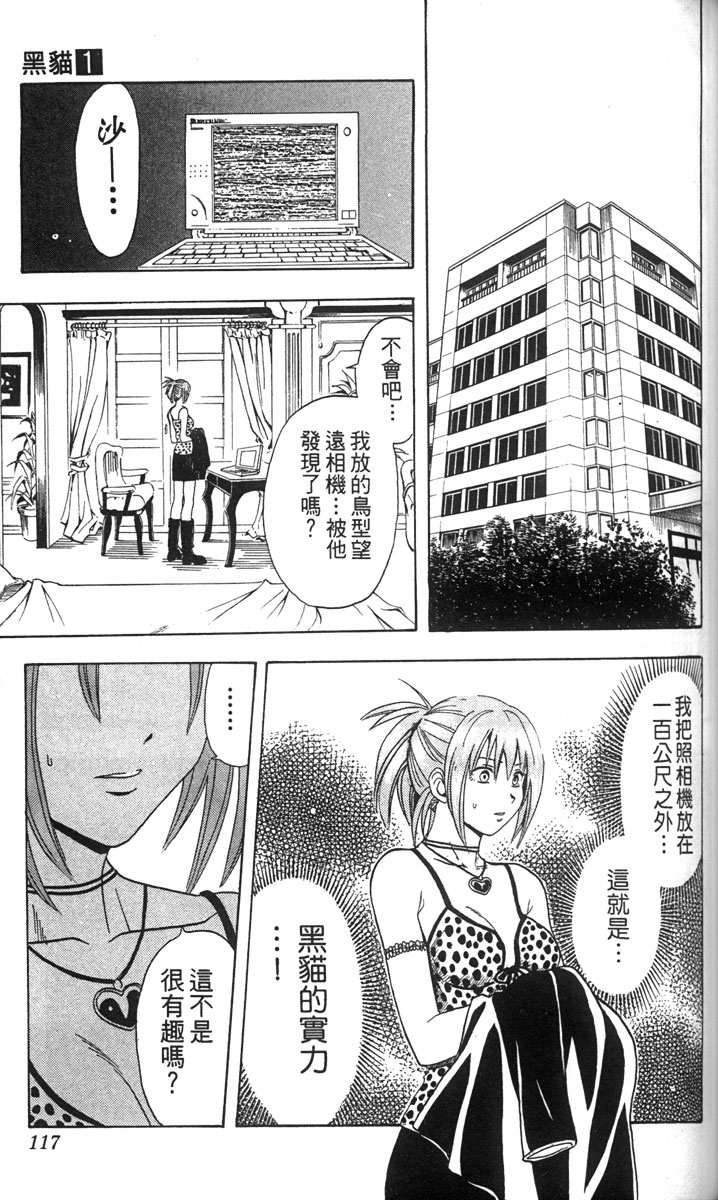 黑貓1
沙—…
不會吧…
我放的鳥型望
遠相機…被他
發現了嗎？
我把照相機放在
一百公尺之外…
這就是…
黑貓的實力
…！
……
這不是
很有趣嗎？
117